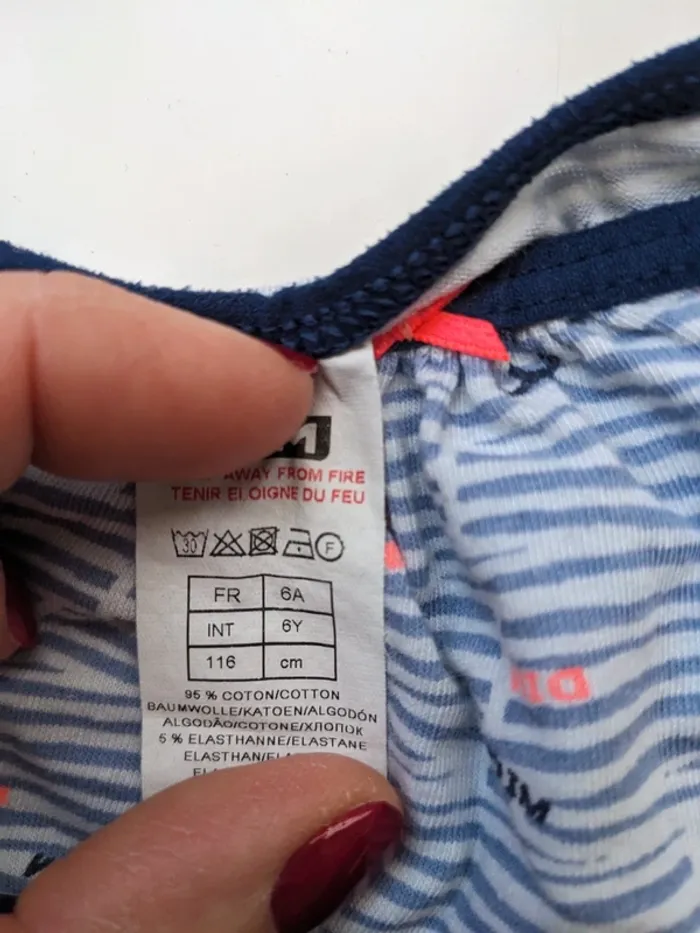 AWAY FROM FIRE
TENIR ELOIGNE DU FEU
30
F
FR 6A
INT 6Y
116 cm
95 % COTON/COTTON
BAUMWOLLE/KATOEN/ALGODÓN
ALGODÃO/COTONE/ХЛОПОК
5 % ELASTHANNE/ELASTANE